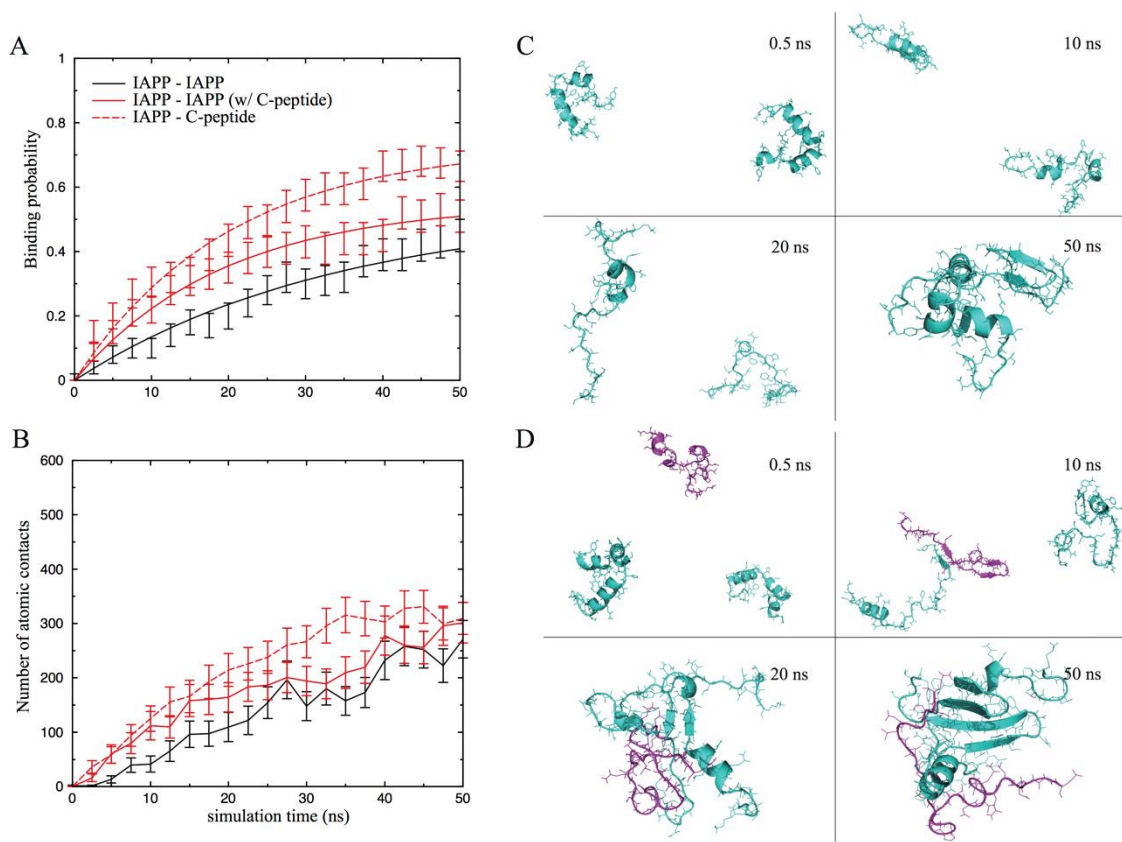 A
1
0.8
0.6
0.4
0.2
0
Binding probability
IAPP - IAPP
IAPP - IAPP (w/ C-peptide)
IAPP - C-peptide
0 10 20 30 40 50
B
600
500
400
300
200
100
0
Number of atomic contacts
0 10 20 30 40 50
simulation time (ns)
C
0.5 ns
10 ns
20 ns
50 ns
D
0.5 ns
10 ns
20 ns
50 ns